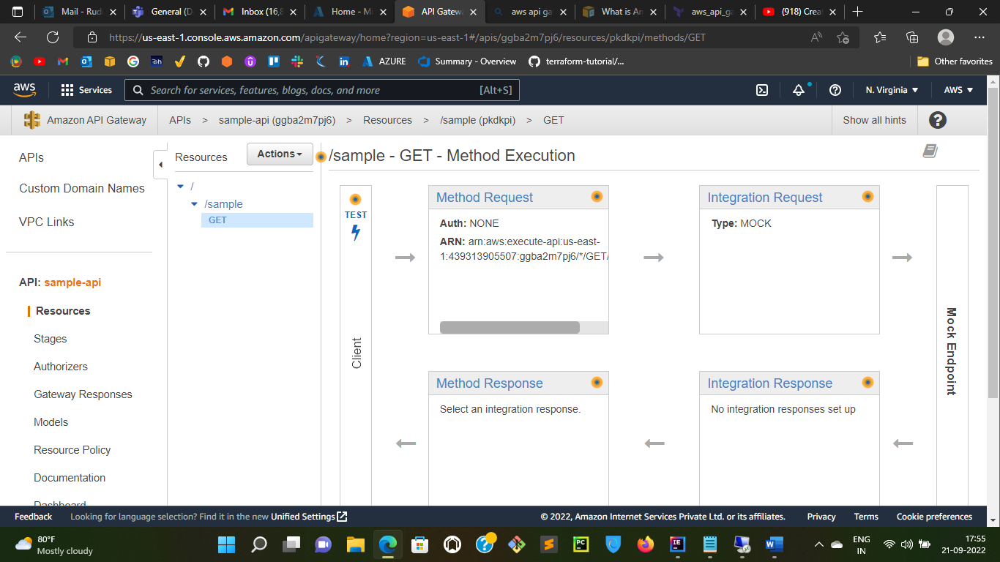 Mail - Rud
General (D
Inbox (16,8
Home - Mi
API Gatewa
aws api ga
What is Am
aws_api_ga
(918) Creat
https://us-east-1.console.aws.amazon.com/apigateway/home?region=us-east-1#/apis/ggba2m7pj6/resources/pkdkpi/methods/GET
AZURE
Summary - Overview
terraform-tutorial/...
Other favorites
aws
Services
Search for services, features, blogs, docs, and more
[Alt+S]
N. Virginia
AWS
Amazon API Gateway
APIs > sample-api (ggba2m7pj6) > Resources > /sample (pkdkpi) > GET
Show all hints
APIs
Custom Domain Names
VPC Links
API: sample-api
Resources
Stages
Authorizers
Gateway Responses
Models
Resource Policy
Documentation
Dashboard
Resources
Actions
/
/sample
GET
/sample - GET - Method Execution
TEST
Client
Method Request
Auth: NONE
ARN: arn:aws:execute-api:us-east-
1:439313905507:ggba2m7pj6/*/GET/
Integration Request
Type: MOCK
Mock Endpoint
Method Response
Select an integration response.
Integration Response
No integration responses set up
Feedback
Looking for language selection? Find it in the new Unified Settings
© 2022, Amazon Internet Services Private Ltd. or its affiliates.
Privacy
Terms
Cookie preferences
80°F
Mostly cloudy
ENG
IN
17:55
21-09-2022